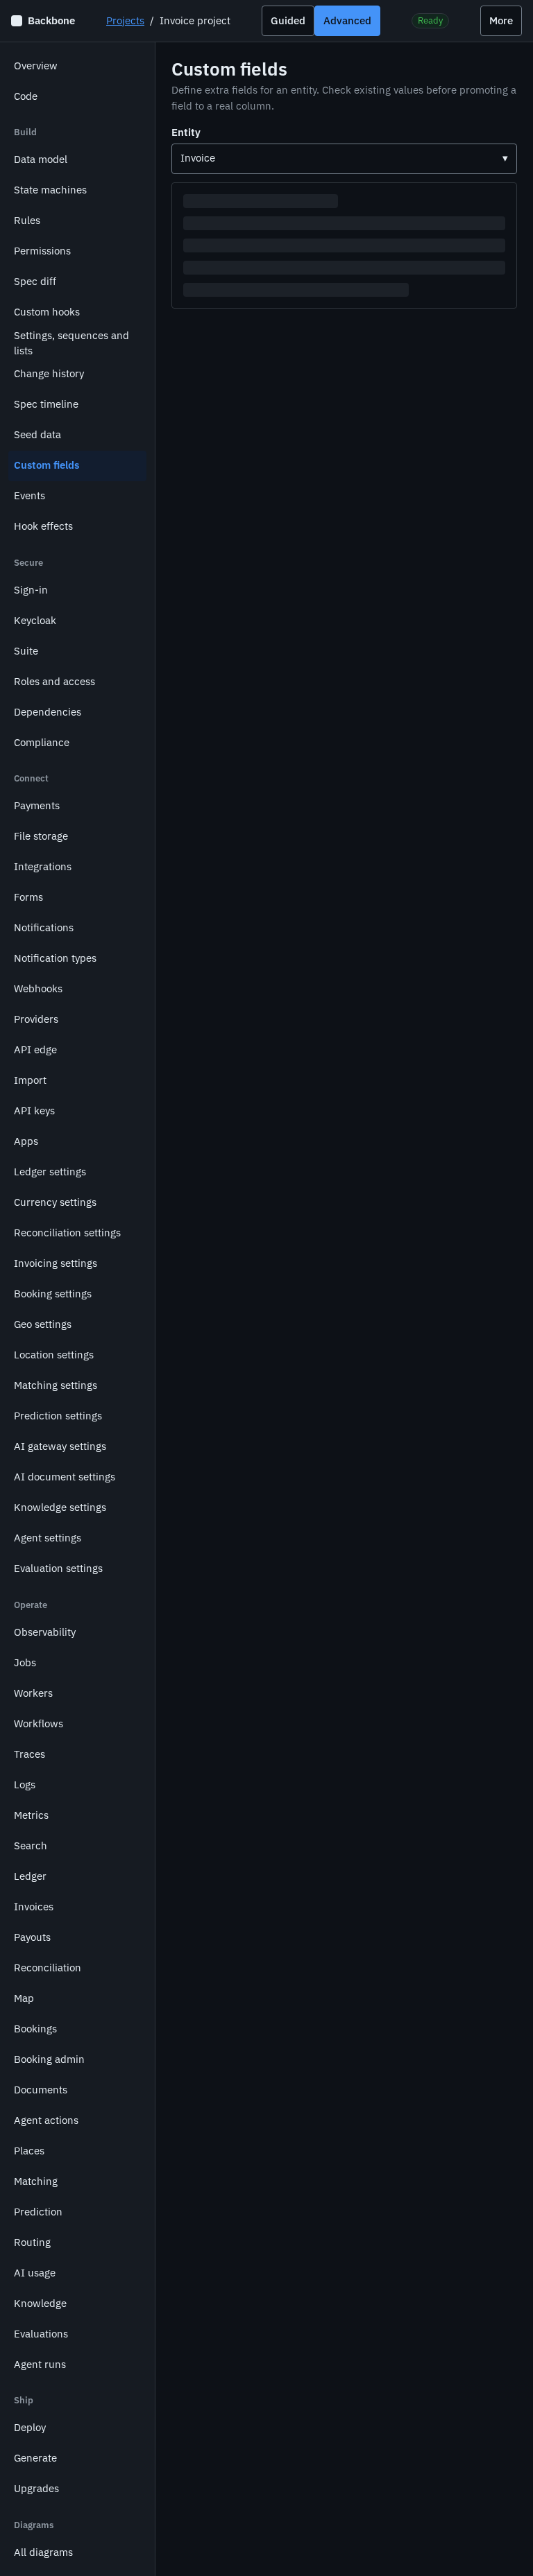 Backbone
Projects / Invoice project
Guided
Advanced
Ready
More
Overview
Code
Build
Data model
State machines
Rules
Permissions
Spec diff
Custom hooks
Settings, sequences and
lists
Change history
Spec timeline
Seed data
Custom fields
Events
Hook effects
Secure
Sign-in
Keycloak
Suite
Roles and access
Dependencies
Compliance
Connect
Payments
File storage
Integrations
Forms
Notifications
Notification types
Webhooks
Providers
API edge
Import
API keys
Apps
Ledger settings
Currency settings
Reconciliation settings
Invoicing settings
Booking settings
Geo settings
Location settings
Matching settings
Prediction settings
AI gateway settings
AI document settings
Knowledge settings
Agent settings
Evaluation settings
Operate
Observability
Jobs
Workers
Workflows
Traces
Logs
Metrics
Search
Ledger
Invoices
Payouts
Reconciliation
Map
Bookings
Booking admin
Documents
Agent actions
Places
Matching
Prediction
Routing
AI usage
Knowledge
Evaluations
Agent runs
Ship
Deploy
Generate
Upgrades
Diagrams
All diagrams
Custom fields
Define extra fields for an entity. Check existing values before promoting a
field to a real column.
Entity
Invoice